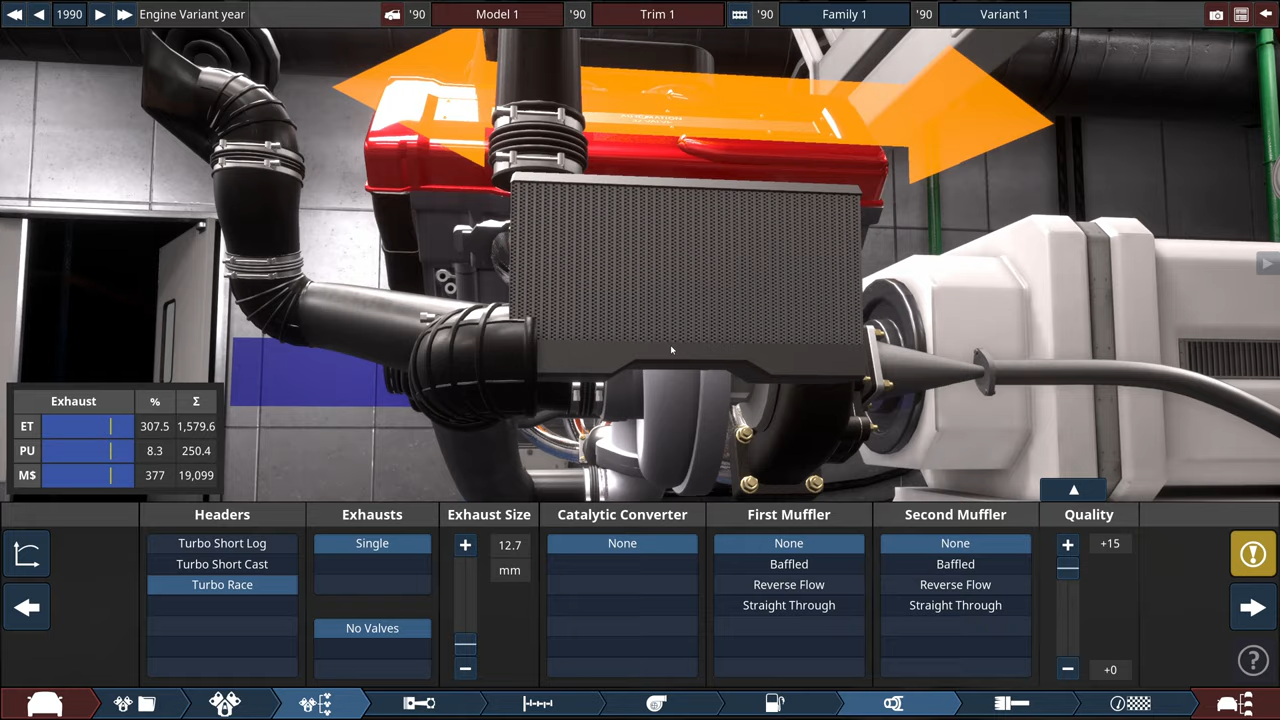 1990 Engine Variant year '90 Model 1 '90 Trim 1 '90 Family 1 '90 Variant 1
Exhaust % Σ
ET 307.5 1,579.6
PU 8.3 250.4
M$ 377 19,099
Headers Exhausts Exhaust Size Catalytic Converter First Muffler Second Muffler Quality
Turbo Short Log Single + 12.7 None None None + +15
Turbo Short Cast mm Baffled Baffled
Turbo Race Reverse Flow Reverse Flow
Straight Through Straight Through
No Valves
- - +0